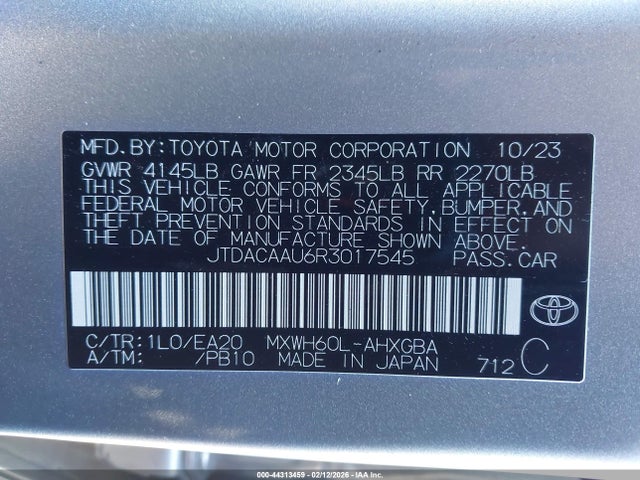 MFD. BY: TOYOTA MOTOR CORPORATION 10/23
GVWR 4145LB GAWR FR 2345LB RR 2270LB
THIS VEHICLE CONFORMS TO ALL APPLICABLE
FEDERAL MOTOR VEHICLE SAFETY, BUMPER, AND
THEFT PREVENTION STANDARDS IN EFFECT ON
THE DATE OF MANUFACTURE SHOWN ABOVE.
JTDACAAU6R3017545 PASS.CAR
C/TR: 1L0/EA20 MXWH60L-AHXGBA
A/TM: /PB10 MADE IN JAPAN 712 C
000-44313459 - 02/12/2026 - IAA Inc.